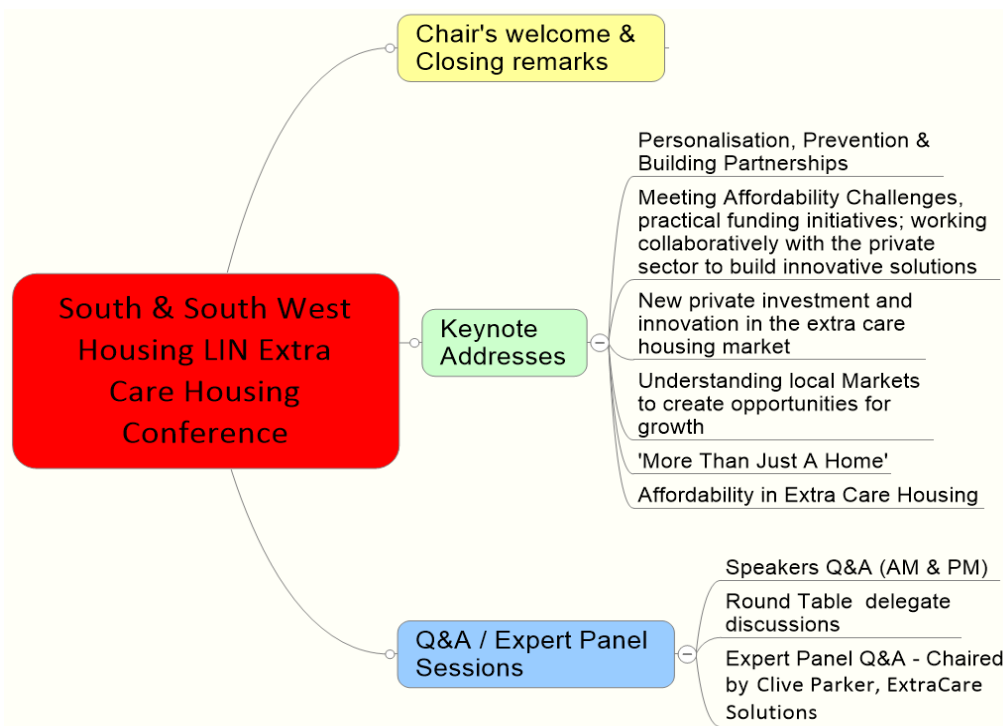 Chair's welcome &
Closing remarks
Personalisation, Prevention &
Building Partnerships
Meeting Affordability Challenges,
practical funding initiatives; working
collaboratively with the private
sector to build innovative solutions
South & South West
Housing LIN Extra
Care Housing
Conference
Keynote
Addresses
New private investment and
innovation in the extra care
housing market
Understanding local Markets
to create opportunities for
growth
'More Than Just A Home'
Affordability in Extra Care Housing
Q&A / Expert Panel
Sessions
Speakers Q&A (AM & PM)
Round Table  delegate
discussions
Expert Panel Q&A - Chaired
by Clive Parker, ExtraCare
Solutions